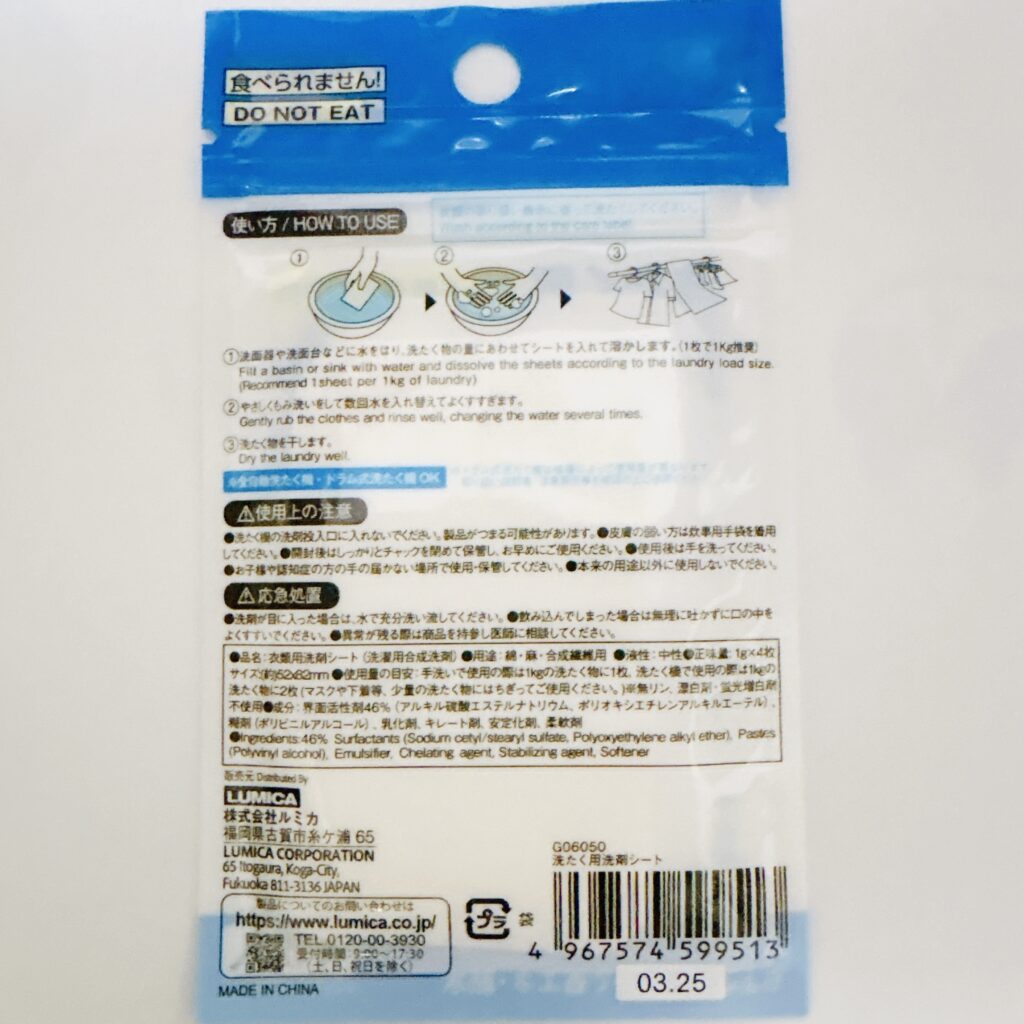 食べられません!
DO NOT EAT
使い方 / HOW TO USE
① ② ③
①洗面器や洗面台などに水をはり、洗たく物の量にあわせてシートを入れて溶かします。(1枚で1Kg推奨)
Fill a basin or sink with water and dissolve the sheets according to the laundry load size.
(Recommend 1sheet per 1kg of laundry)
②やさしくもみ洗いをして数回水を入れ替えてよくすすぎます。
Gently rub the clothes and rinse well, changing the water several times.
③洗たく物を干します。
Dry the laundry well.
※全自動洗たく機・ドラム式洗たく機 OK
⚠使用上の注意
●洗たく機の洗剤投入口に入れないでください。製品がつまる可能性があります。●皮膚の弱い方は炊事用手袋を着用
してください。●開封後はしっかりとチャックを閉めて保管し、お早めにご使用ください。●使用後は手を洗ってください。
●お子様や認知症の方の手の届かない場所で使用・保管してください。●本来の用途以外に使用しないでください。
⚠応急処置
●洗剤が目に入った場合は、水で充分洗い流してください。●飲み込んでしまった場合は無理に吐かずに口の中を
よくすすいでください。●異常が残る際は商品を持参し医師に相談してください。
●品名:衣類用洗剤シート(洗濯用合成洗剤)●用途:綿・麻・合成繊維用 ●液性:中性●正味量:1g×4枚
サイズ:(約)62x82mm ●使用量の目安:手洗いで使用の際は1kgの洗たく物に1枚、洗たく機で使用の際は1kgの
洗たく物に2枚(マスクや下着等、少量の洗たく物にはちぎってご使用ください。)※無リン、漂白剤・蛍光増白剤
不使用●成分:界面活性剤46%(アルキル硫酸エステルナトリウム、ポリオキシエチレンアルキルエーテル)、
糊剤(ポリビニルアルコール)、乳化剤、キレート剤、安定化剤、柔軟剤
●Ingredients:46% Surfactants (Sodium cetyl/stearyl sulfate, Polyoxyethylene alkyl ether), Pastes
(Polyvinyl alcohol), Emulsifier, Chelating agent, Stabilizing agent, Softener
販売元 Distributed By
LUMICA
株式会社ルミカ
福岡県古賀市糸ケ浦 65
LUMICA CORPORATION
65 Itogaura, Koga-City,
Fukuoka 811-3136 JAPAN
製品についてのお問い合わせは
https://www.lumica.co.jp/
TEL 0120-00-3930
受付時間 9:00〜17:30
(土、日、祝日を除く)
MADE IN CHINA
プラ 袋
G06050
洗たく用洗剤シート
4 967574 599513
03.25